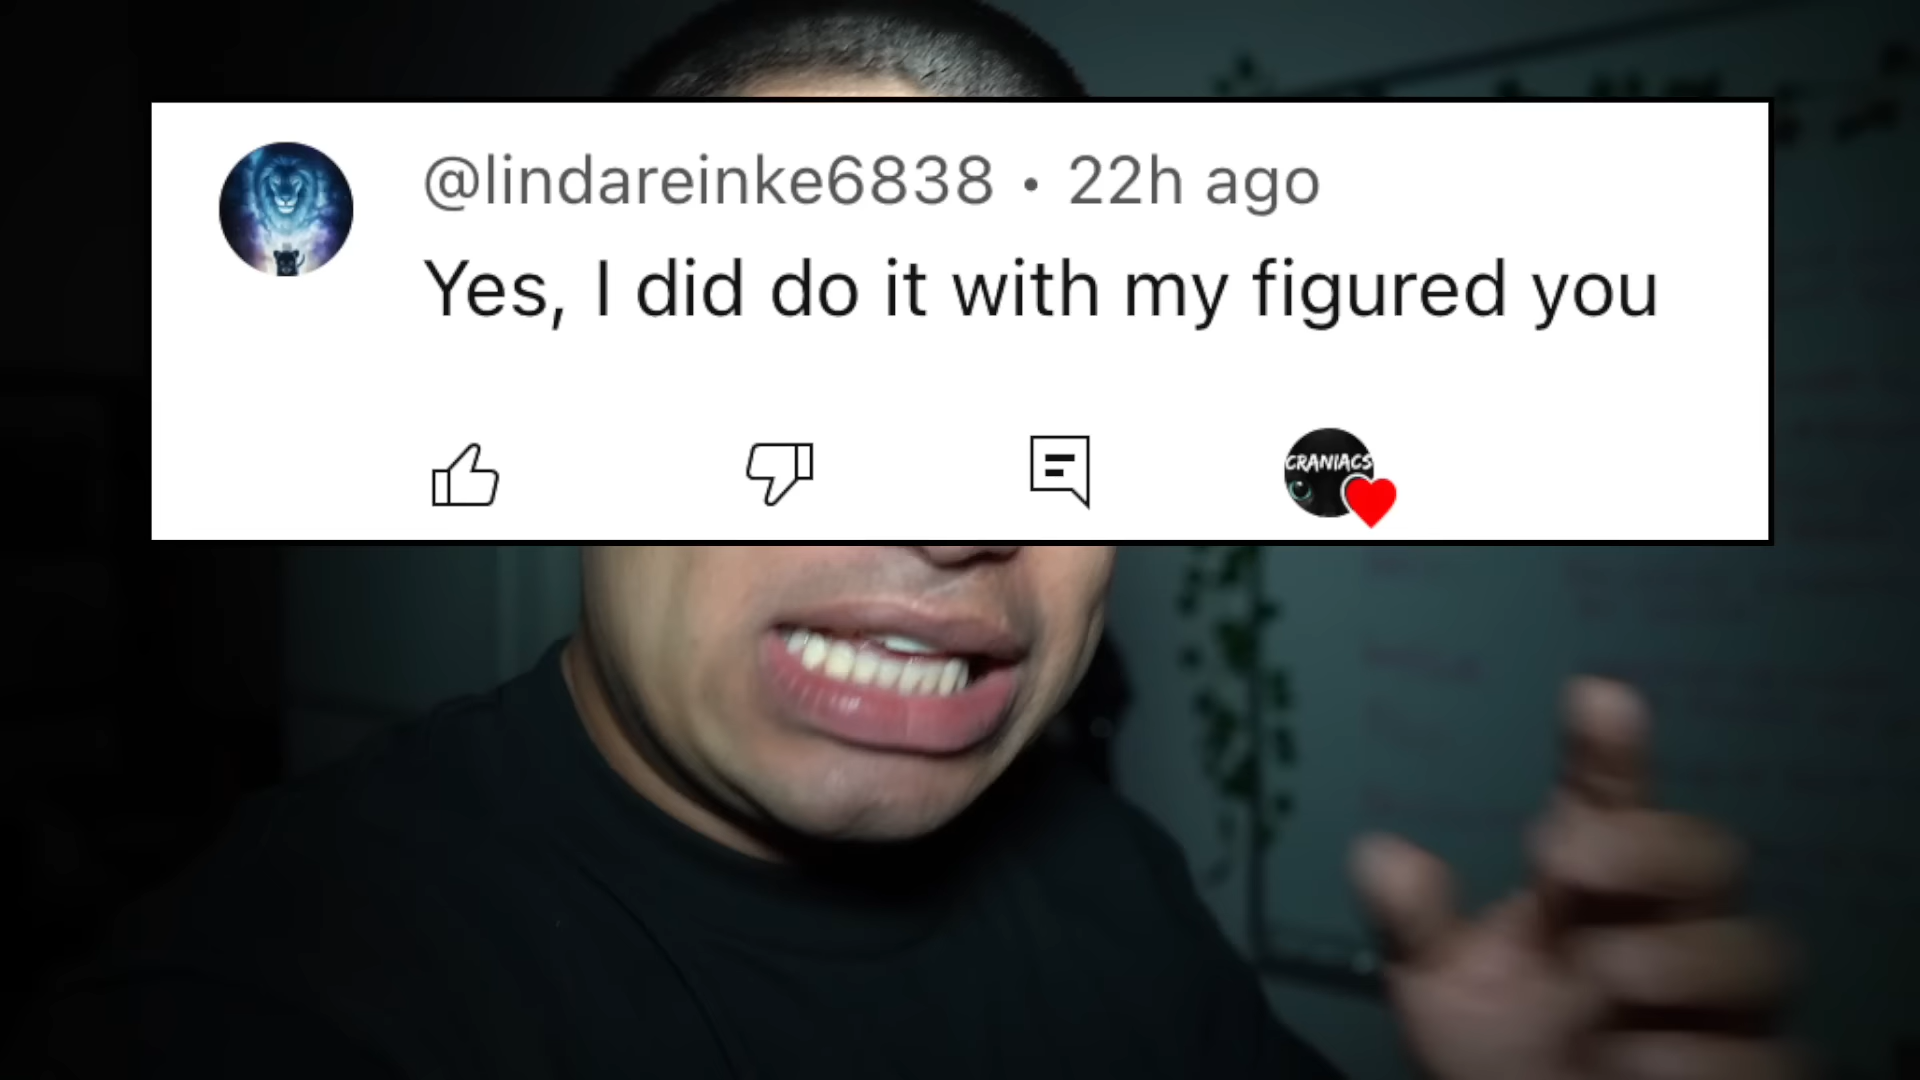 @lindareinke6838 • 22h ago
Yes, I did do it with my figured you
CRANIACS